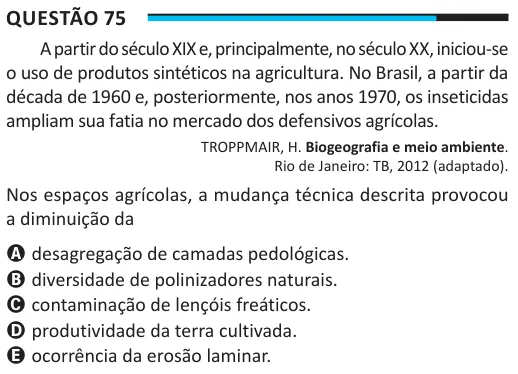 QUESTÃO 75
A partir do século XIX e, principalmente, no século XX, iniciou-se
o uso de produtos sintéticos na agricultura. No Brasil, a partir da
década de 1960 e, posteriormente, nos anos 1970, os inseticidas
ampliam sua fatia no mercado dos defensivos agrícolas.
TROPPMAIR, H. Biogeografia e meio ambiente.
Rio de Janeiro: TB, 2012 (adaptado).
Nos espaços agrícolas, a mudança técnica descrita provocou
a diminuição da
A desagregação de camadas pedológicas.
B diversidade de polinizadores naturais.
C contaminação de lençóis freáticos.
D produtividade da terra cultivada.
E ocorrência da erosão laminar.